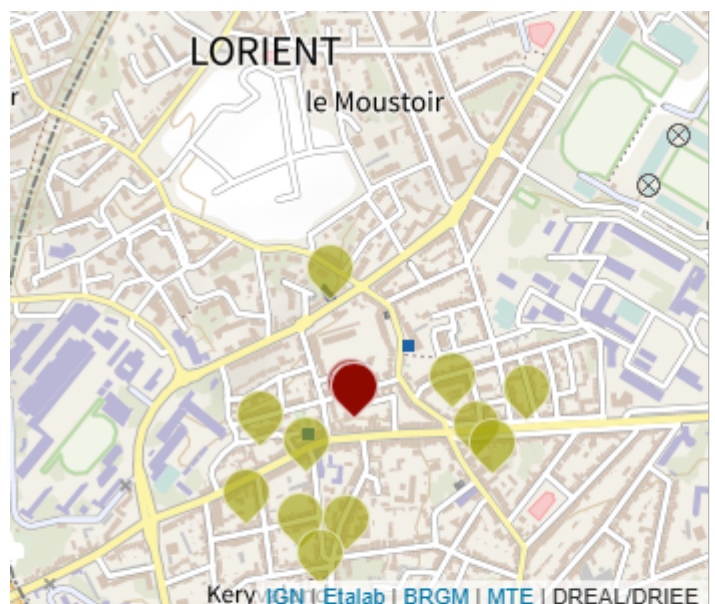 LORIENT
le Moustoir
r
Kery
IGN | Etalab | BRGM | MTE | DREAL/DRIEE